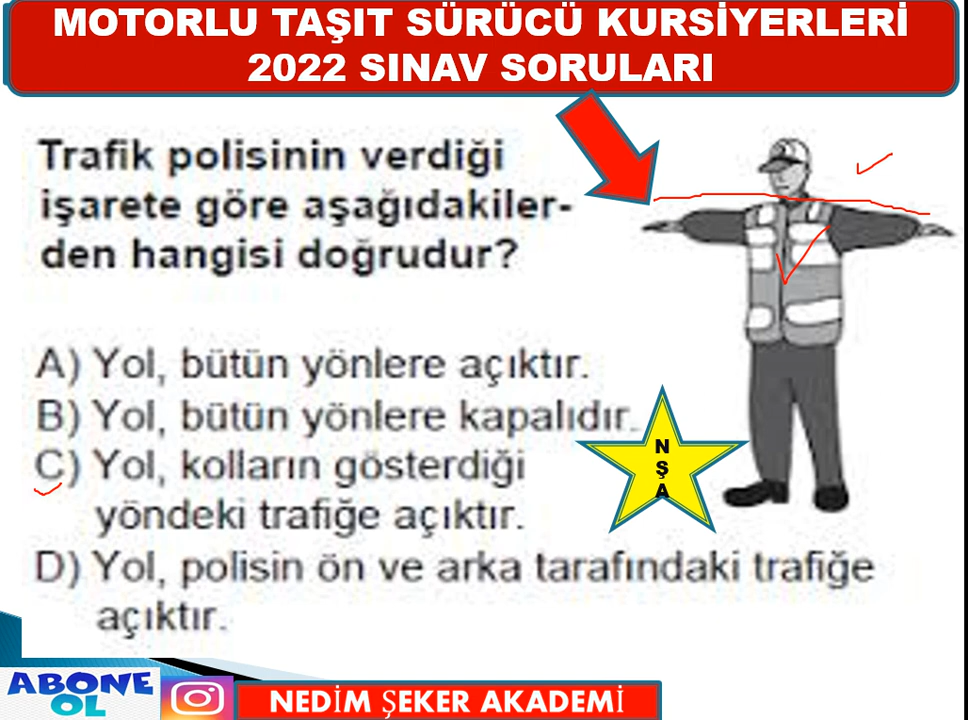 MOTORLU TAŞIT SÜRÜCÜ KURSİYERLERİ
2022 SINAV SORULARI
Trafik polisinin verdiği
işarete göre aşağıdakiler-
den hangisi doğrudur?
A) Yol, bütün yönlere açıktır.
B) Yol, bütün yönlere kapalıdır.
C) Yol, kolların gösterdiği
yöndeki trafiğe açıktır.
D) Yol, polisin ön ve arka tarafındaki trafiğe
açıktır.
N
Ş
A
ABONE
OL
NEDİM ŞEKER AKADEMİ